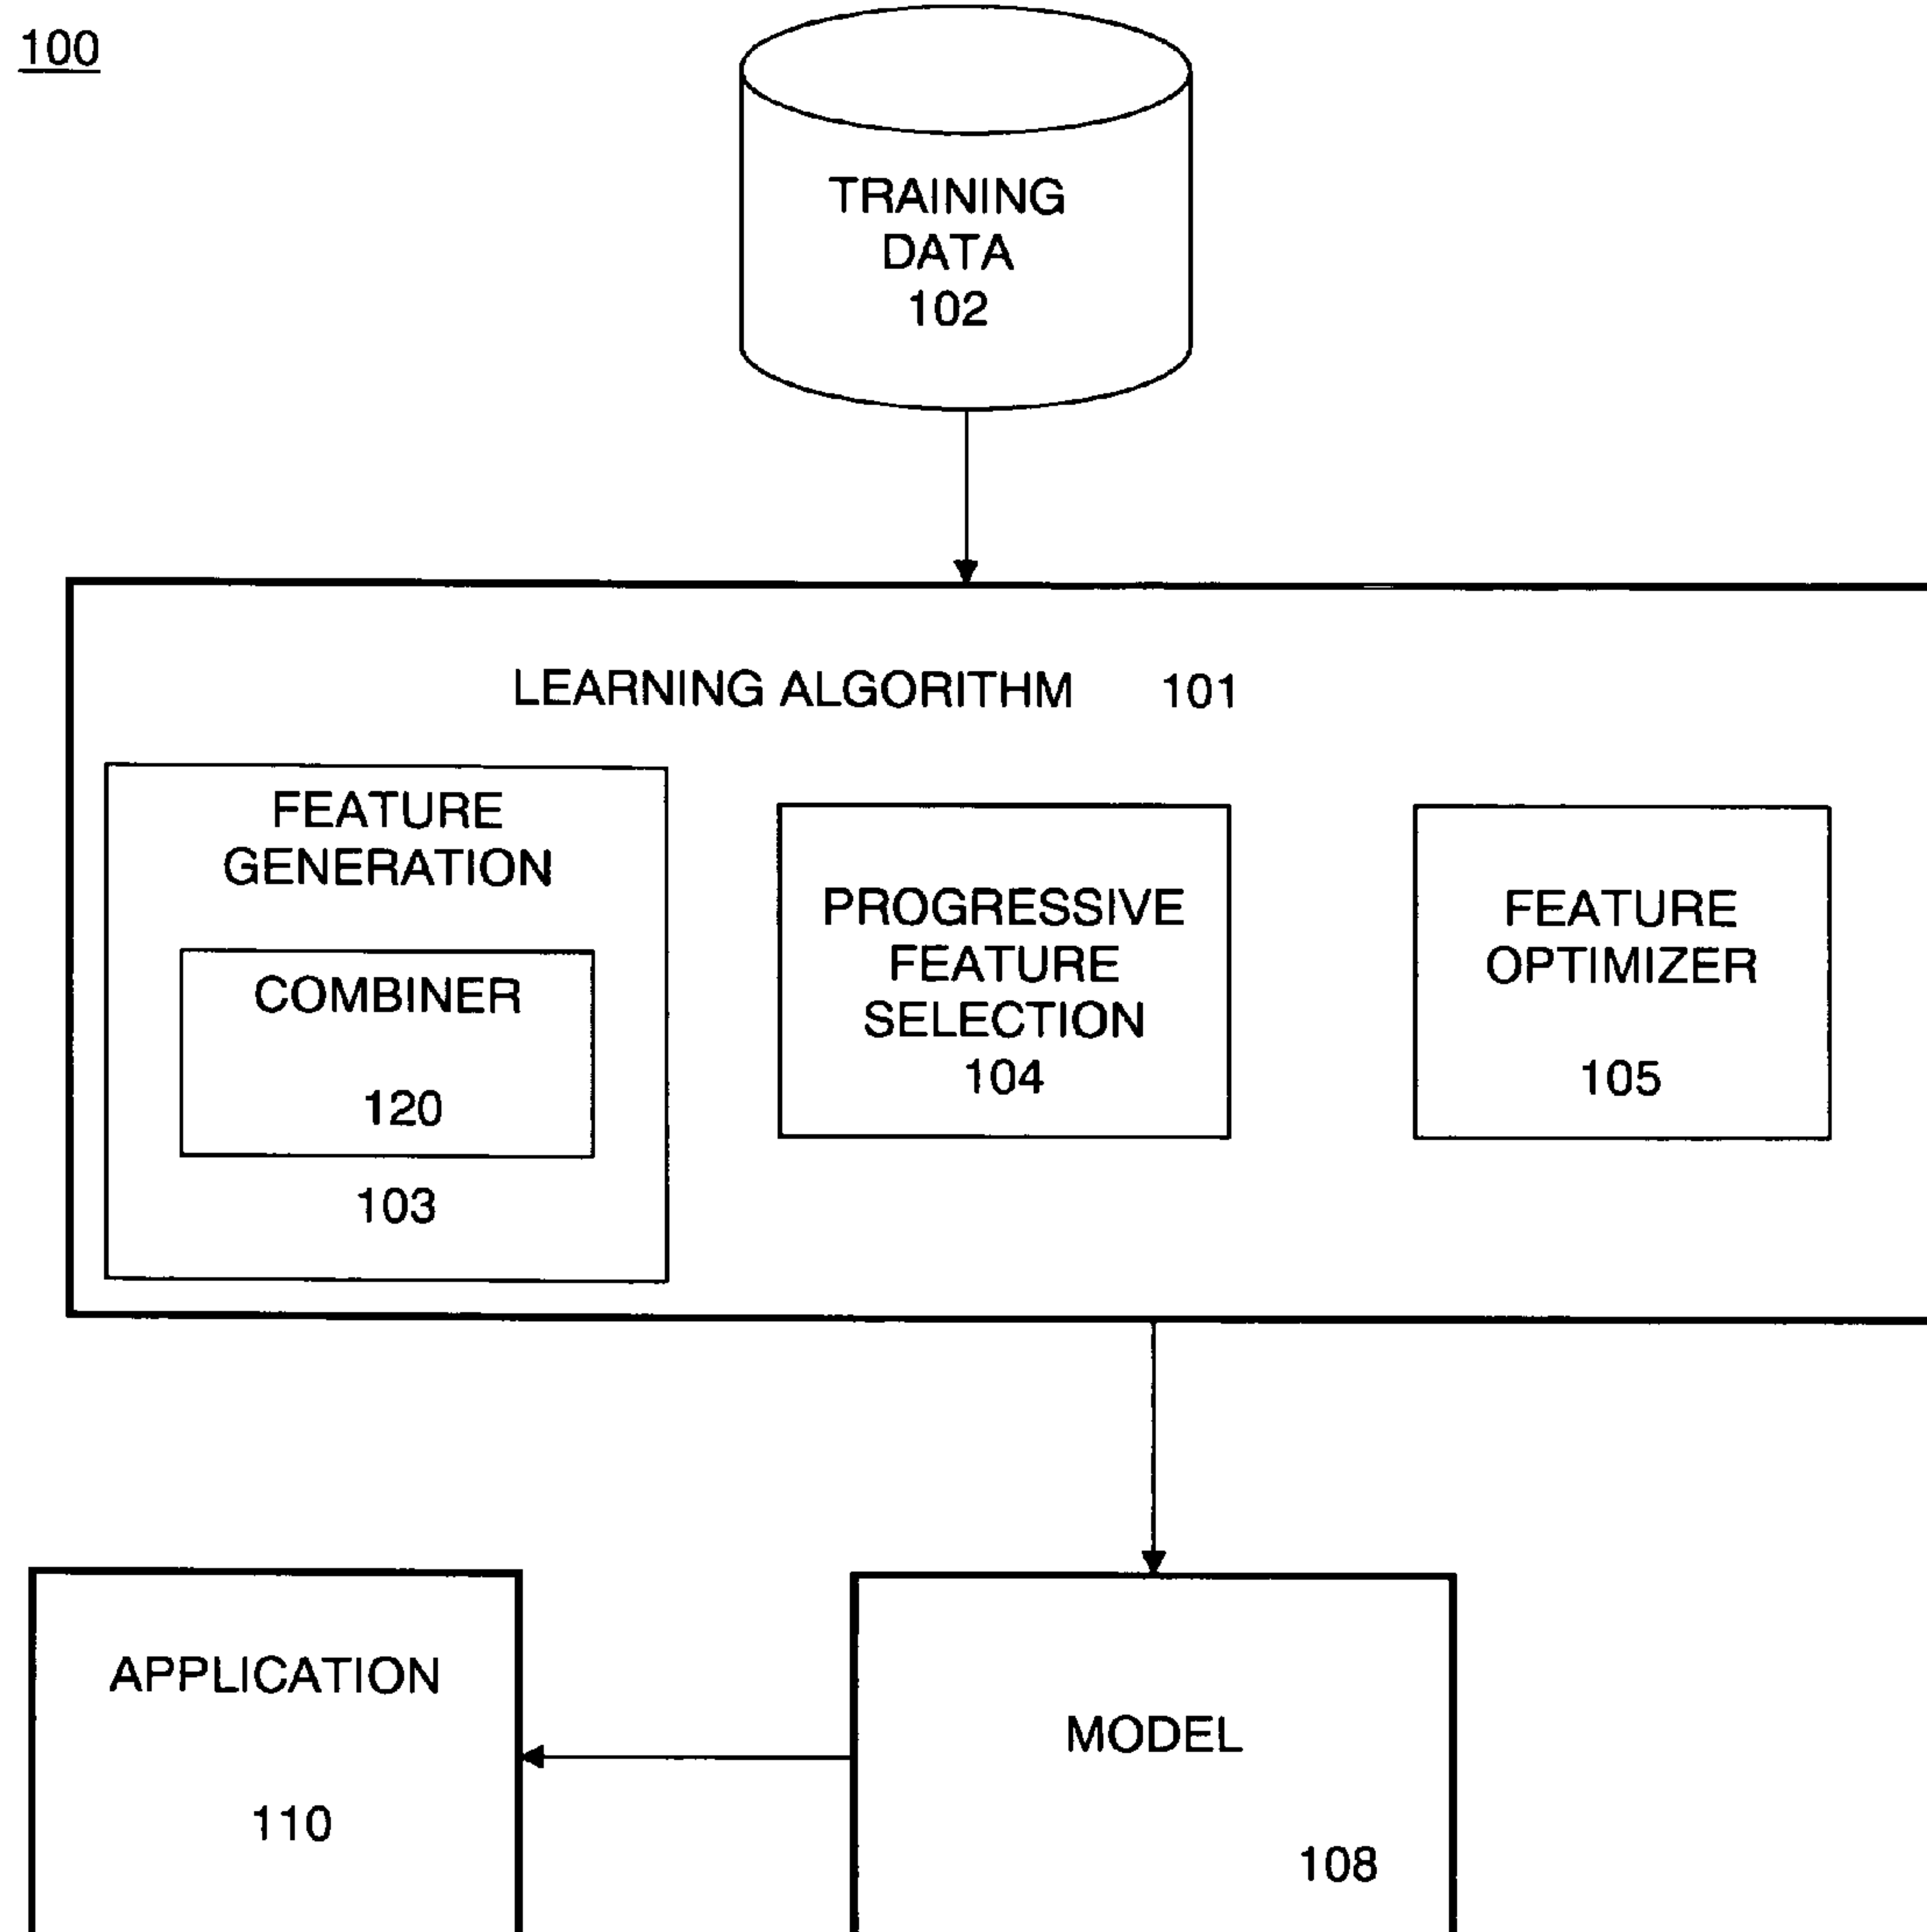 100
TRAINING
DATA
102
LEARNING ALGORITHM 101
FEATURE
GENERATION
COMBINER
120
103
PROGRESSIVE
FEATURE
SELECTION
104
FEATURE
OPTIMIZER
105
APPLICATION
110
MODEL
108